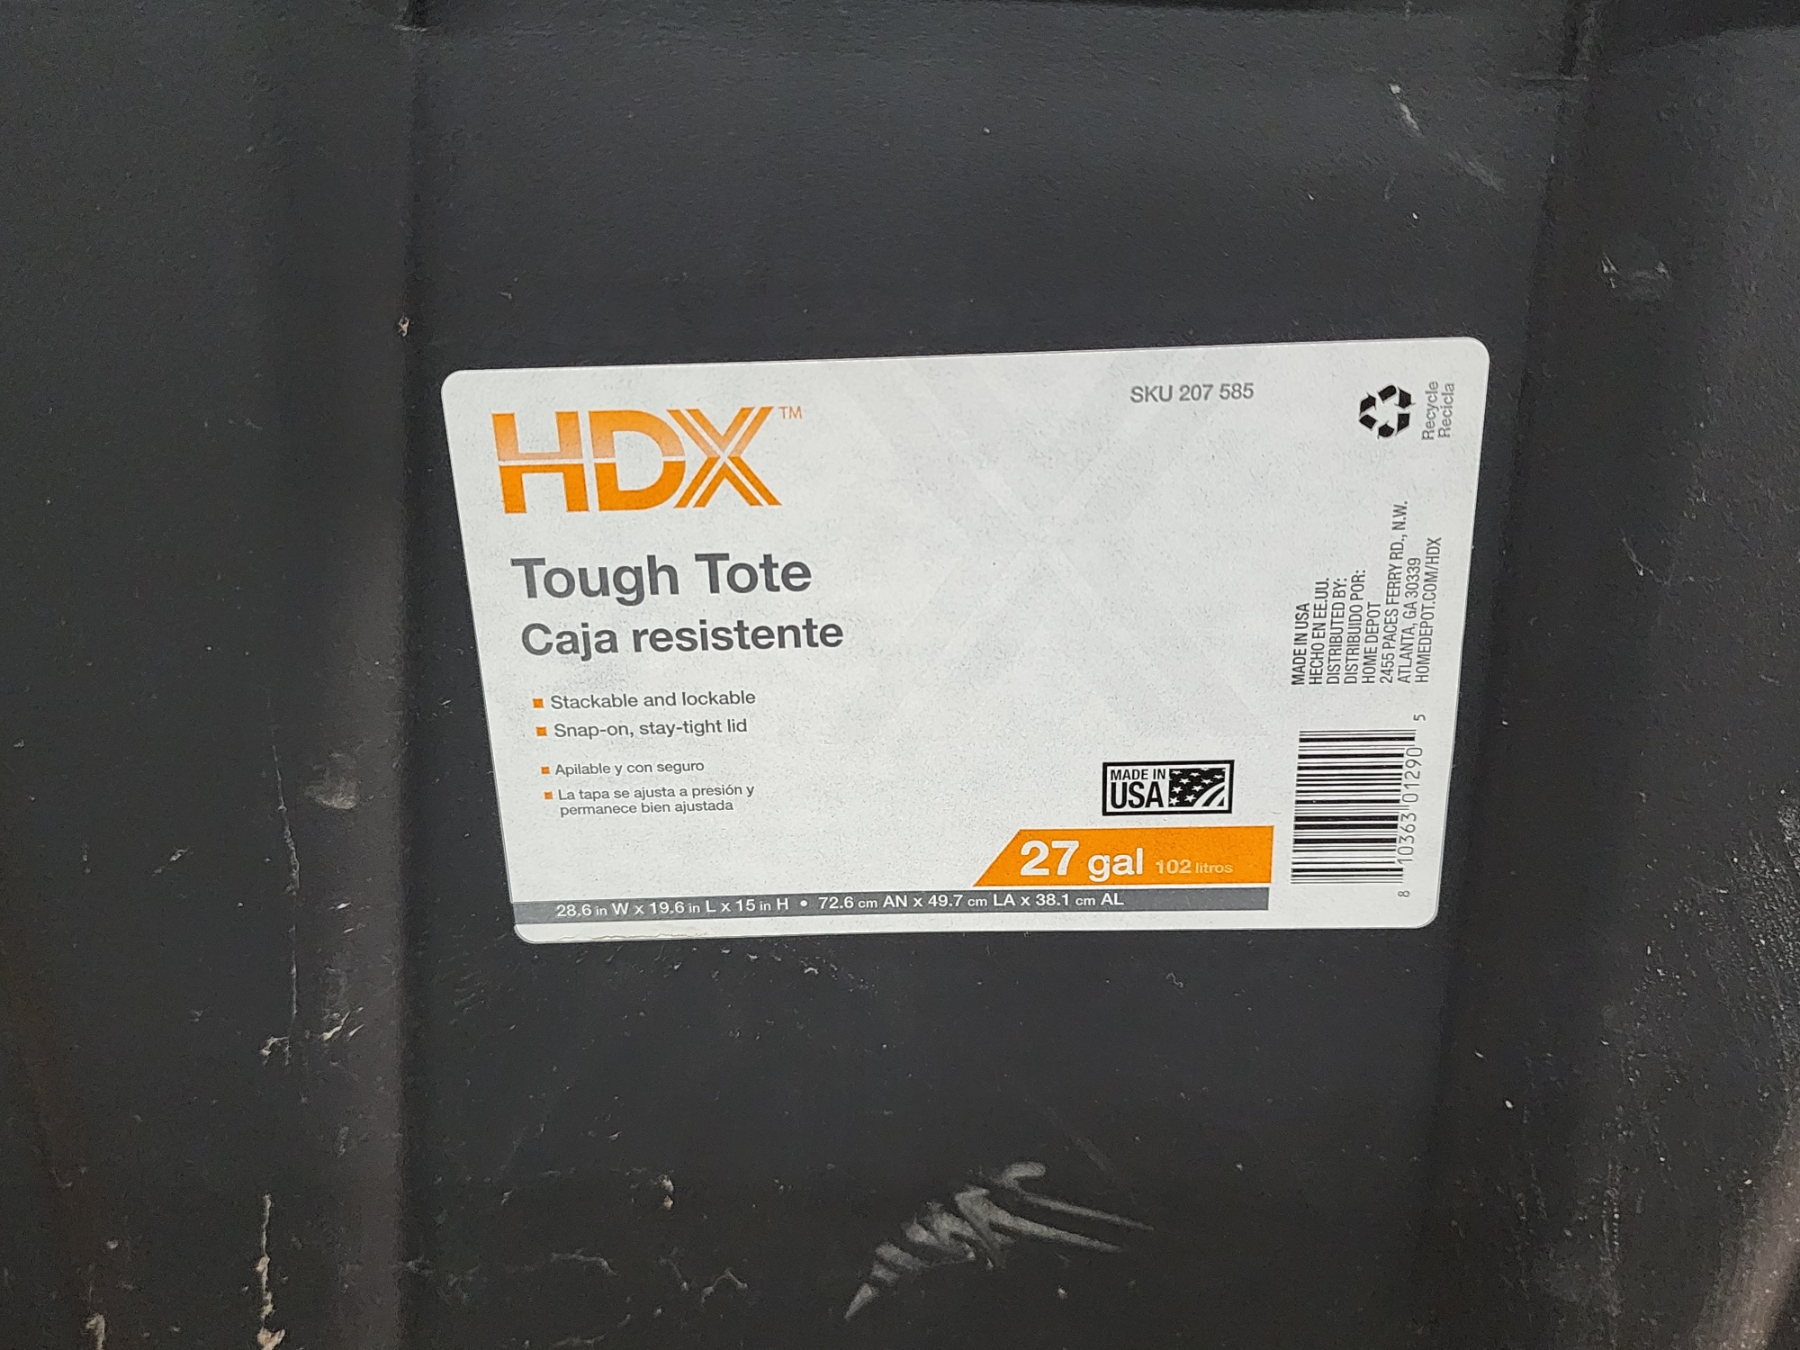 HDX™
SKU 207 585
Recycle
Recicla
Tough Tote
Caja resistente
Stackable and lockable
Snap-on, stay-tight lid
Apilable y con seguro
La tapa se ajusta a presión y
permanece bien ajustada
MADE IN
USA
27 gal 102 litros
28.6 in W x 19.6 in L x 15 in H • 72.6 cm AN x 49.7 cm LA x 38.1 cm AL
MADE IN USA
HECHO EN EE.UU.
DISTRIBUTED BY:
DISTRIBUIDO POR:
HOME DEPOT
2455 PACES FERRY RD., N.W.
ATLANTA, GA 30339
HOMEDEPOT.COM/HDX
8 10363 01290 5